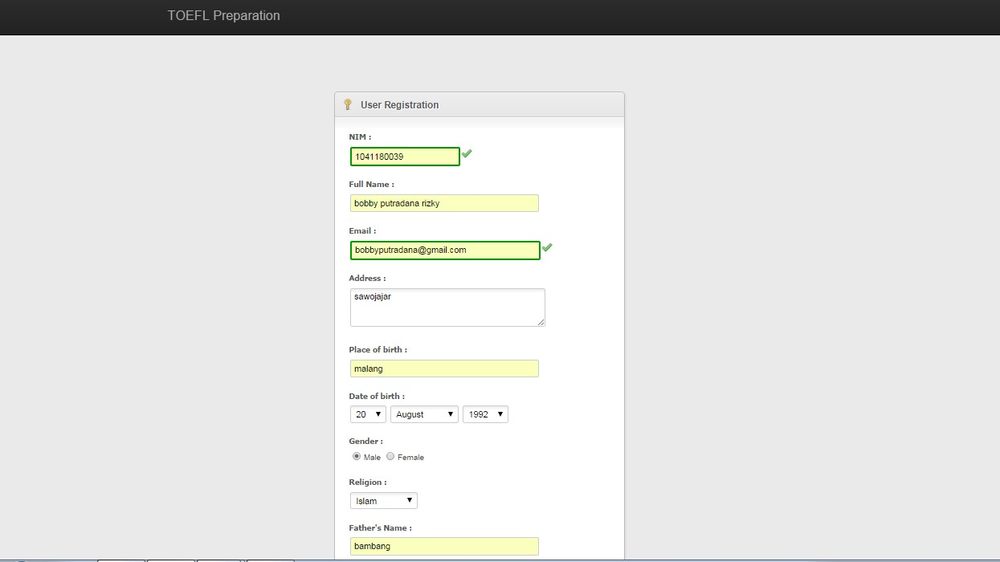 TOEFL Preparation
User Registration
NIM :
1041180039
Full Name :
bobby putradana rizky
Email :
bobbyputradana@gmail.com
Address :
sawojajar
Place of birth :
malang
Date of birth :
20 August 1992
Gender :
Male Female
Religion :
Islam
Father's Name :
bambang